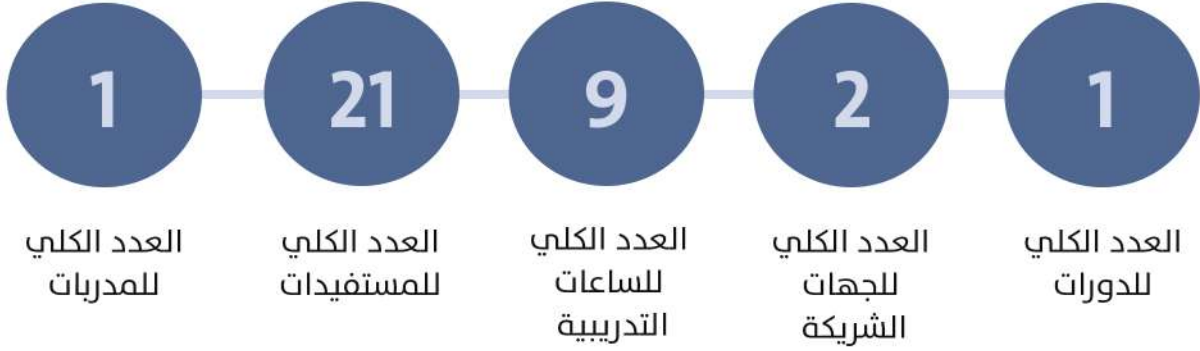 1
العدد الكلي
للدورات
2
العدد الكلي
للجهات
الشريكة
9
العدد الكلي
للساعات
التدريبية
21
العدد الكلي
للمستفيدات
1
العدد الكلي
للمدربات